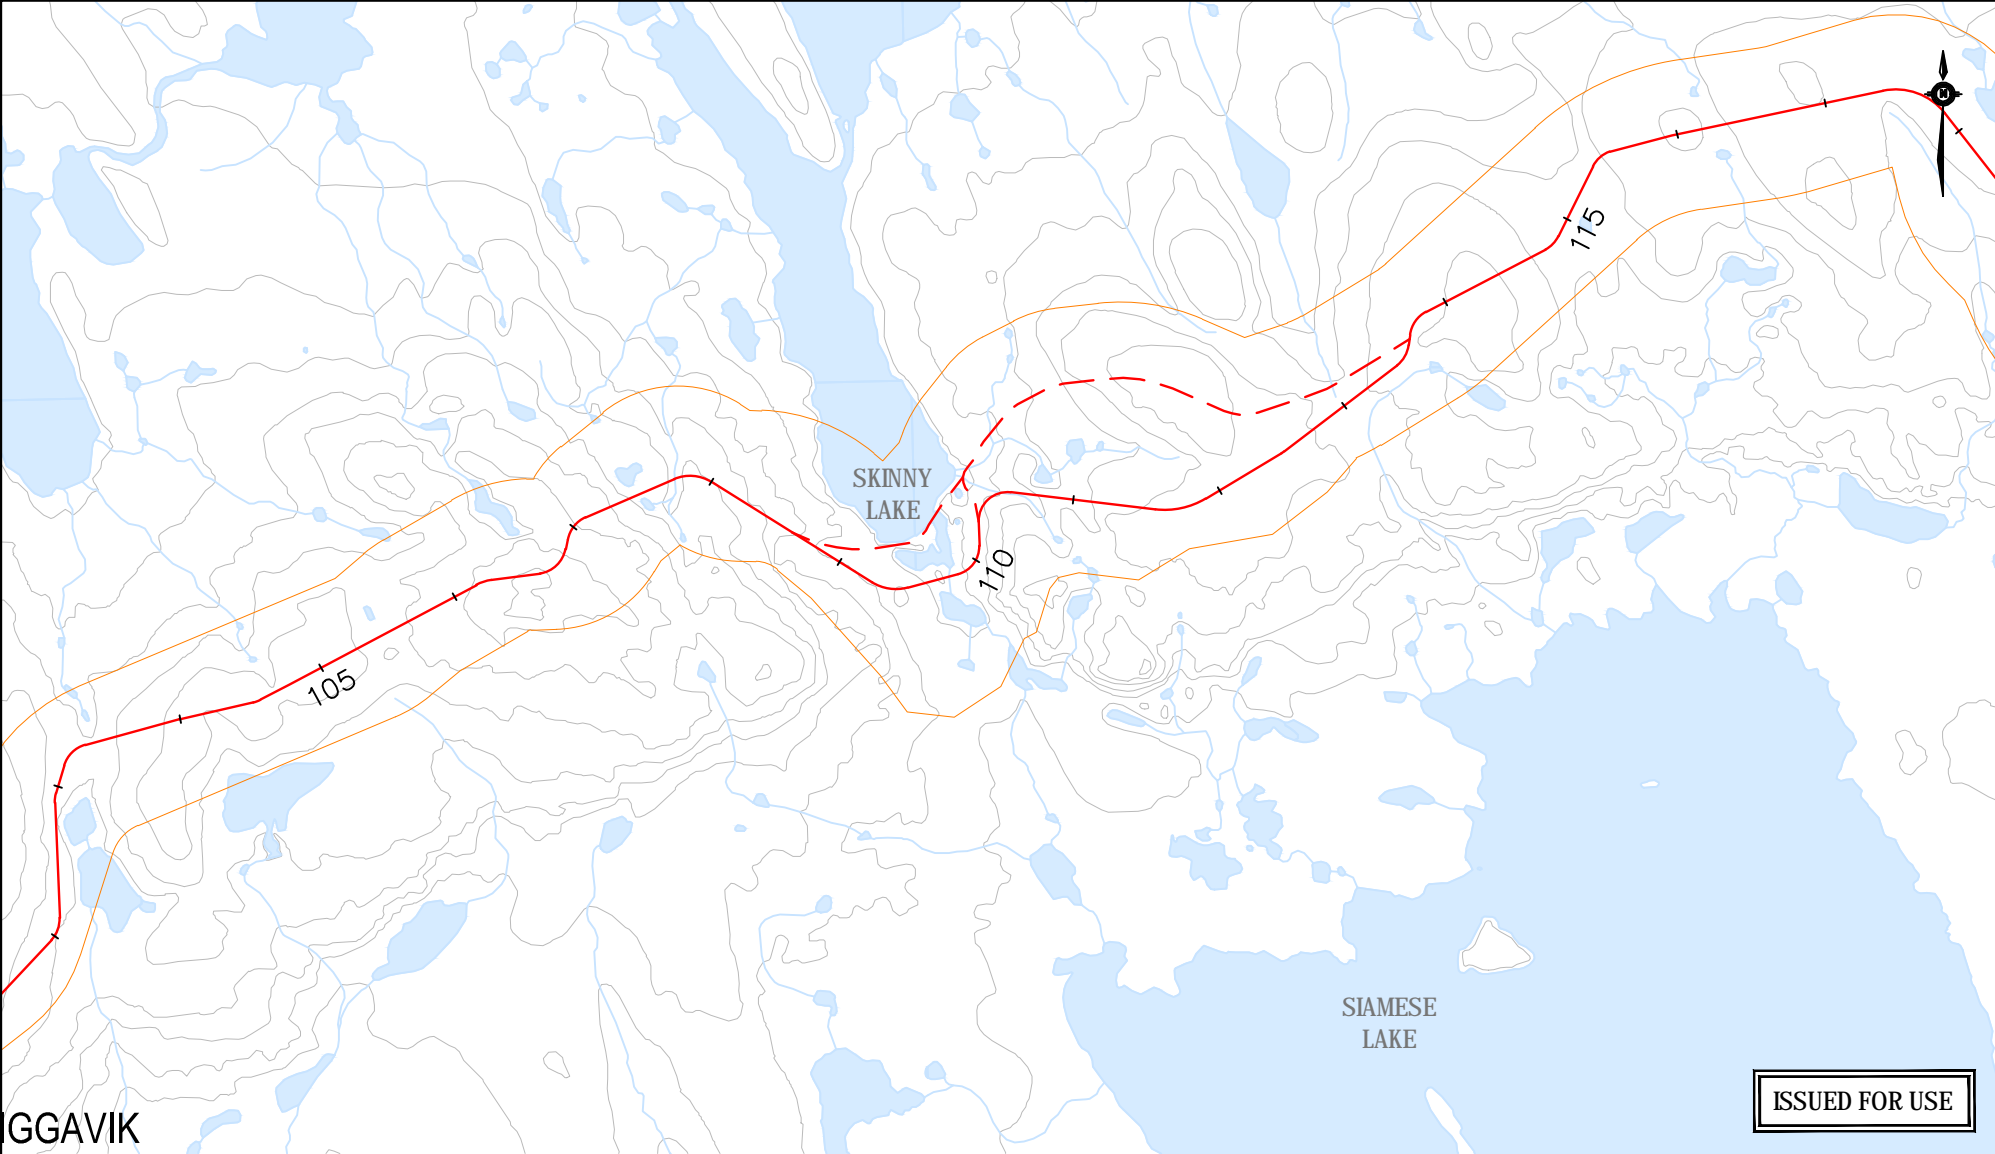 N
115
SKINNY
LAKE
110
105
SIAMESE
LAKE
ISSUED FOR USE
IGGAVIK